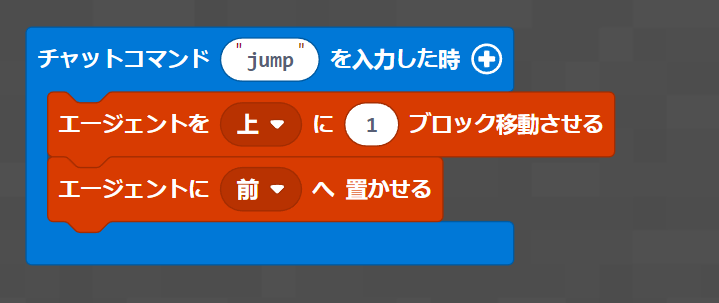 チャットコマンド "jump" を入力した時
エージェントを 上 に 1 ブロック移動させる
エージェントに 前 へ 置かせる